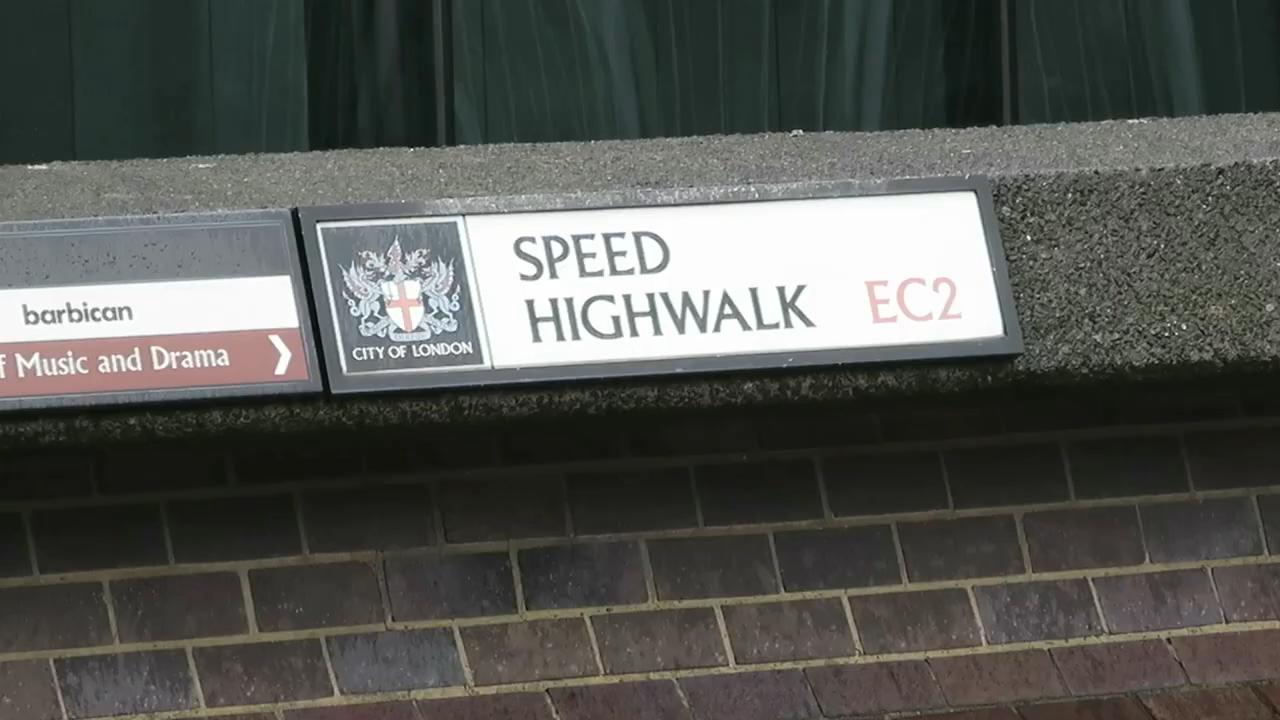 barbican
f Music and Drama
CITY OF LONDON
SPEED
HIGHWALK EC2